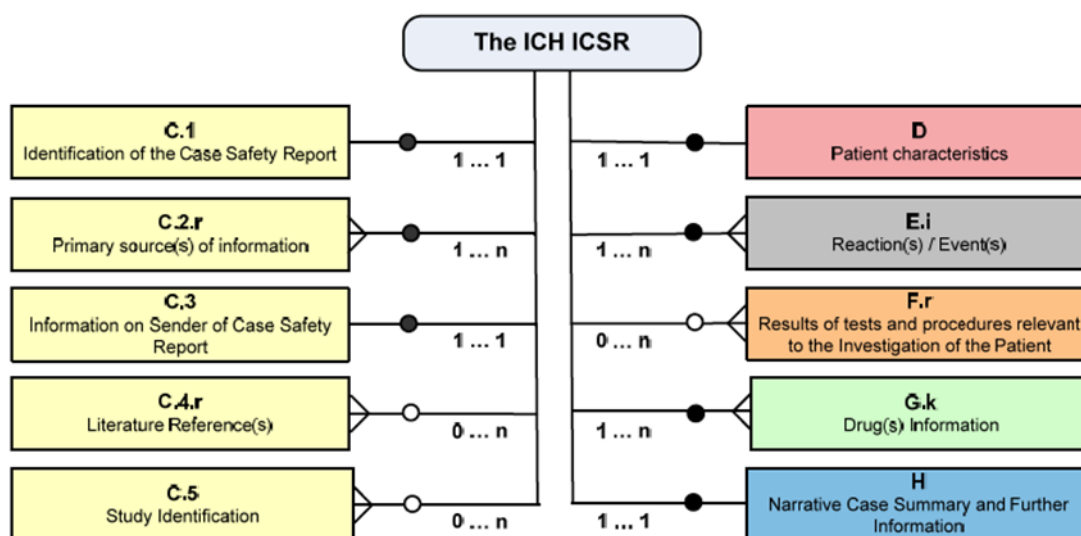 The ICH ICSR
C.1
Identification of the Case Safety Report
1 ... 1
C.2.r
Primary source(s) of information
1 ... n
C.3
Information on Sender of Case Safety
Report
1 ... 1
C.4.r
Literature Reference(s)
0 ... n
C.5
Study Identification
0 ... n
1 ... 1
D
Patient characteristics
1 ... n
E.i
Reaction(s) / Event(s)
0 ... n
F.r
Results of tests and procedures relevant
to the Investigation of the Patient
1 ... n
G.k
Drug(s) Information
1 ... 1
H
Narrative Case Summary and Further
Information